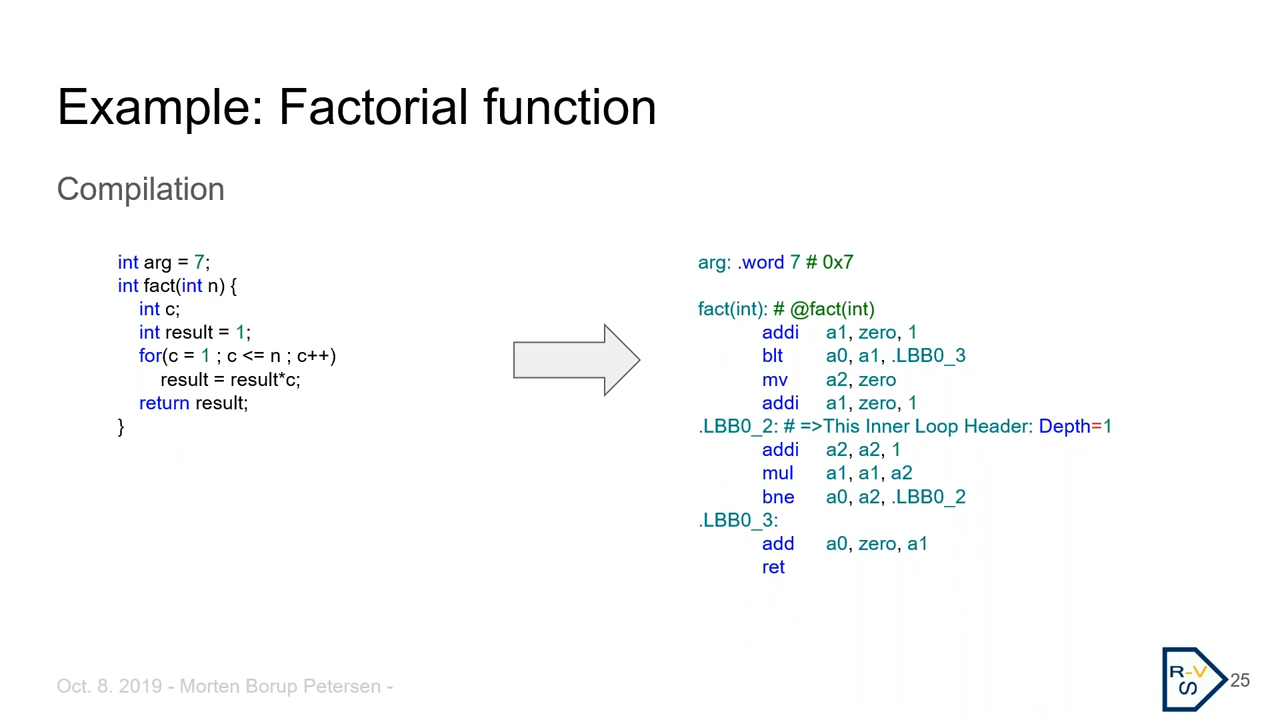 Example: Factorial function
Compilation
int arg = 7;
int fact(int n) {
int c;
int result = 1;
for(c = 1 ; c <= n ; c++)
result = result*c;
return result;
}
arg: .word 7 # 0x7
fact(int): # @fact(int)
addi a1, zero, 1
blt a0, a1, .LBB0_3
mv a2, zero
addi a1, zero, 1
.LBB0_2: # =>This Inner Loop Header: Depth=1
addi a2, a2, 1
mul a1, a1, a2
bne a0, a2, .LBB0_2
.LBB0_3:
add a0, zero, a1
ret
Oct. 8. 2019 - Morten Borup Petersen -
R-V
S
25